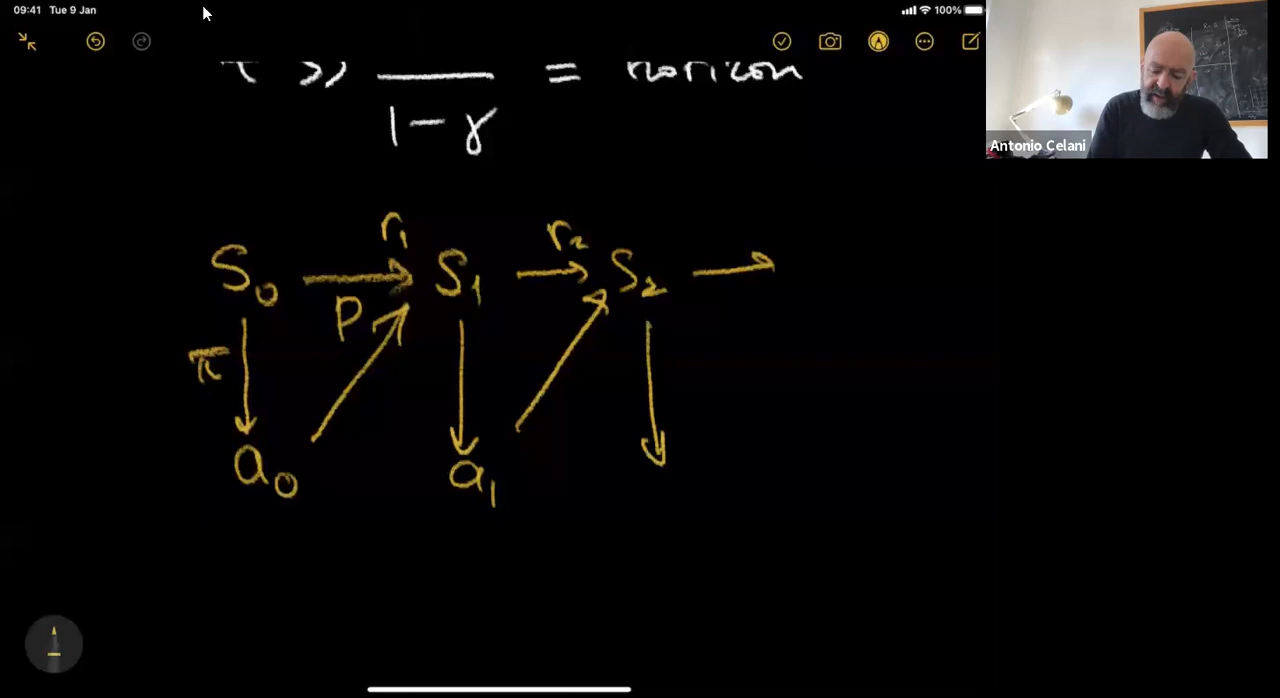 09:41 Tue 9 Jan
100%
>> = horizon
1-γ
Antonio Celani
r₁ r₂
S₀ S₁ S₂
P
π
a₀ a₁